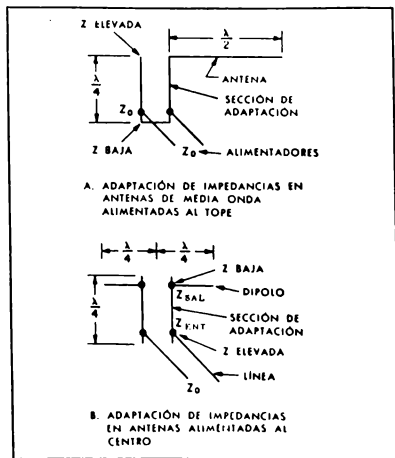 Z ELEVADA
λ
2
λ
4
ANTENA
SECCIÓN DE
ADAPTACIÓN
Z₀
Z BAJA
Z₀
ALIMENTADORES
A. ADAPTACIÓN DE IMPEDANCIAS EN
ANTENAS DE MEDIA ONDA
ALIMENTADAS AL TOPE
λ
4
λ
4
Z BAJA
λ
4
Z SAL
DIPOLO
SECCIÓN DE
ADAPTACIÓN
Z ENT
Z ELEVADA
Z₀
LÍNEA
B. ADAPTACIÓN DE IMPEDANCIAS
EN ANTENAS ALIMENTADAS AL
CENTRO